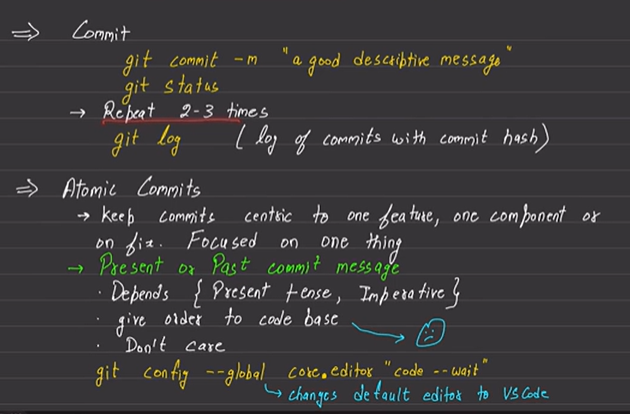 ⇒ Commit
git commit -m "a good descriptive message"
git status
→ Repeat 2-3 times
git log (log of commits with commit hash)
⇒ Atomic Commits
→ keep commits centric to one feature, one component or
on fix. Focused on one thing
→ Present or Past commit message
· Depends {Present tense, Imperative}
· give order to code base
· Don't care
git config --global core.editor "code --wait"
↳ changes default editor to VS Code